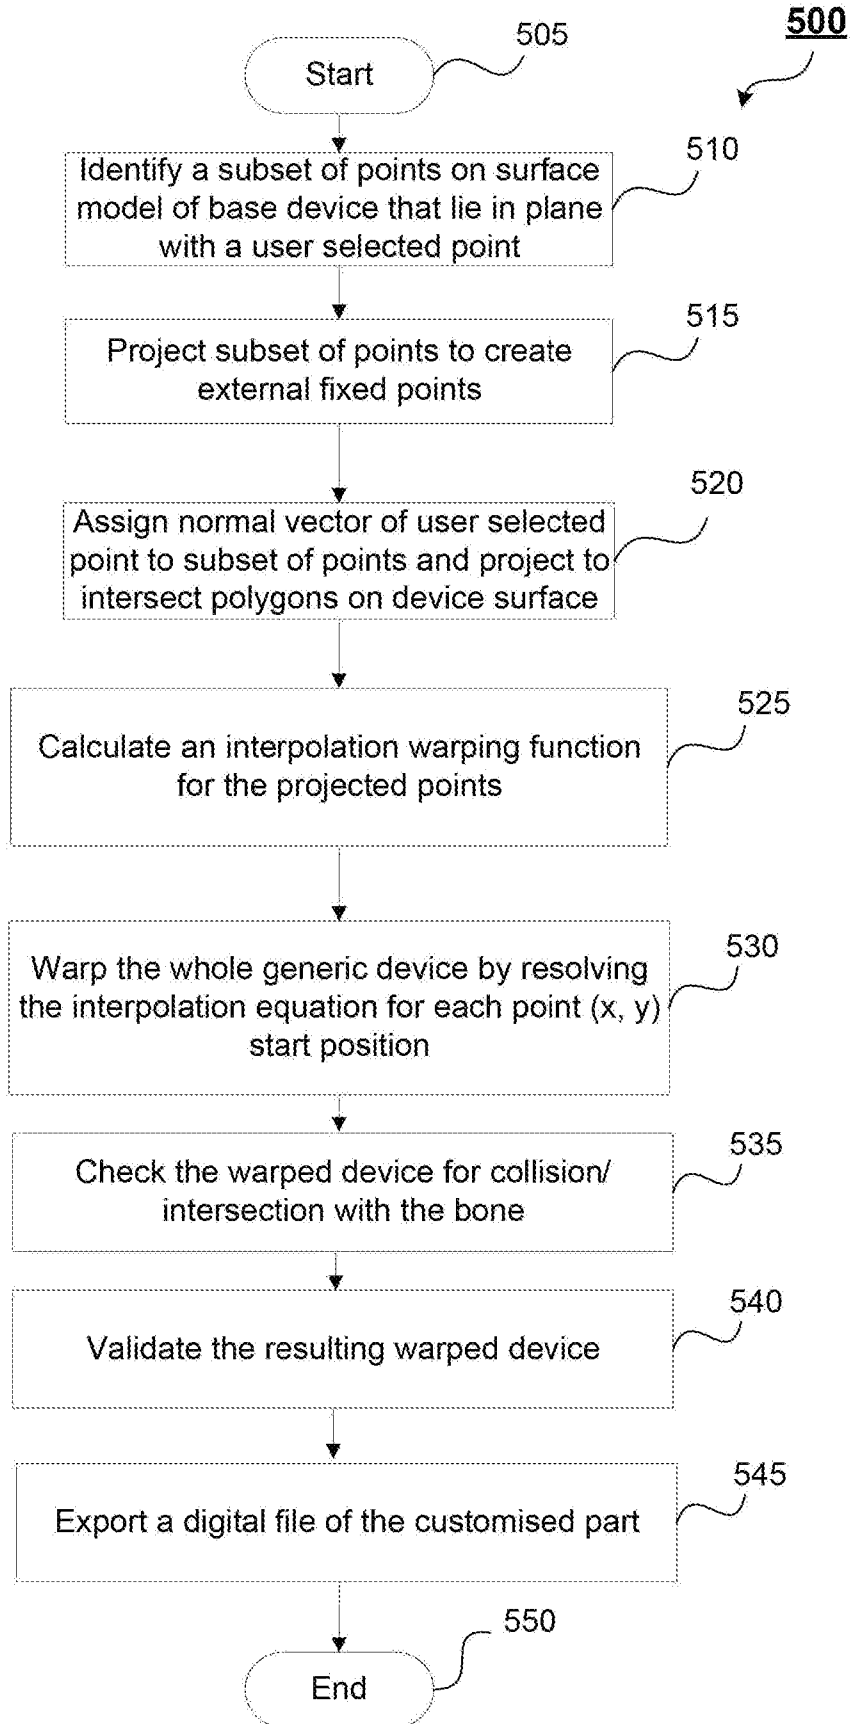 500
505
Start
510
Identify a subset of points on surface
model of base device that lie in plane
with a user selected point
515
Project subset of points to create
external fixed points
520
Assign normal vector of user selected
point to subset of points and project to
intersect polygons on device surface
525
Calculate an interpolation warping function
for the projected points
530
Warp the whole generic device by resolving
the interpolation equation for each point (x, y)
start position
535
Check the warped device for collision/
intersection with the bone
540
Validate the resulting warped device
545
Export a digital file of the customised part
550
End